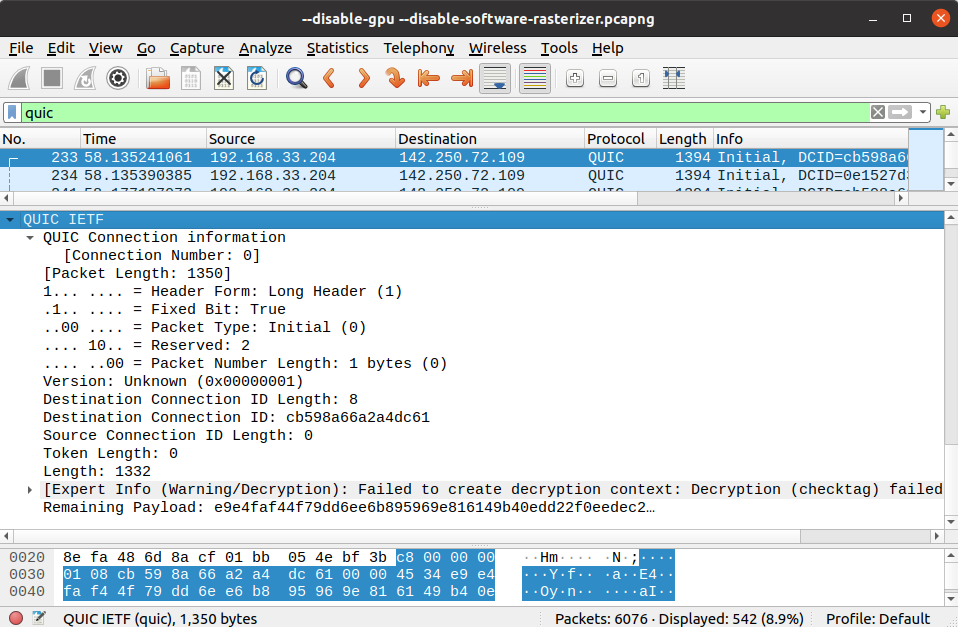 --disable-gpu --disable-software-rasterizer.pcapng
File Edit View Go Capture Analyze Statistics Telephony Wireless Tools Help
quic
No. Time Source Destination Protocol Length Info
233 58.135241061 192.168.33.204 142.250.72.109 QUIC 1394 Initial, DCID=cb598a6
234 58.135390385 192.168.33.204 142.250.72.109 QUIC 1394 Initial, DCID=0e1527d
QUIC IETF
QUIC Connection information
[Connection Number: 0]
[Packet Length: 1350]
1... .... = Header Form: Long Header (1)
.1.. .... = Fixed Bit: True
..00 .... = Packet Type: Initial (0)
.... 10.. = Reserved: 2
.... ..00 = Packet Number Length: 1 bytes (0)
Version: Unknown (0x00000001)
Destination Connection ID Length: 8
Destination Connection ID: cb598a66a2a4dc61
Source Connection ID Length: 0
Token Length: 0
Length: 1332
[Expert Info (Warning/Decryption): Failed to create decryption context: Decryption (checktag) failed
Remaining Payload: e9e4faf44f79dd6ee6b895969e816149b40edd22f0eedec2…
0020 8e fa 48 6d 8a cf 01 bb 05 4e bf 3b c8 00 00 00 ··Hm···· ·N·;····
0030 01 08 cb 59 8a 66 a2 a4 dc 61 00 00 45 34 e9 e4 ···Y·f·· ·a··E4··
0040 fa f4 4f 79 dd 6e e6 b8 95 96 9e 81 61 49 b4 0e ··Oy·n·· ····aI··
QUIC IETF (quic), 1,350 bytes Packets: 6076 · Displayed: 542 (8.9%) Profile: Default